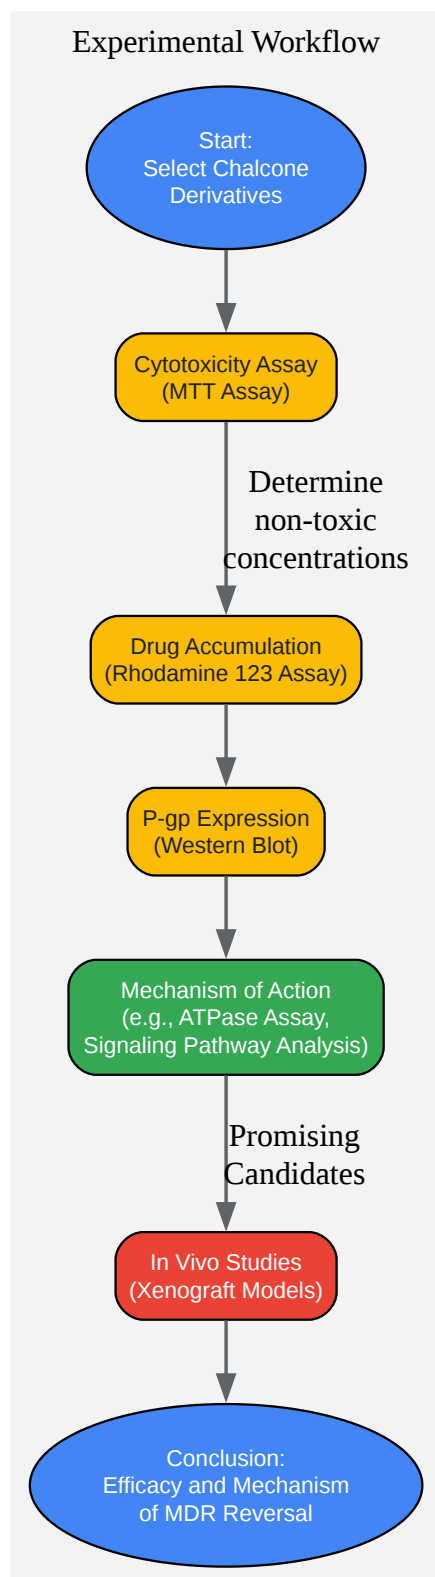 Experimental Workflow
Start:
Select Chalcone
Derivatives
Cytotoxicity Assay
(MTT Assay)
Determine
non-toxic
concentrations
Drug Accumulation
(Rhodamine 123 Assay)
P-gp Expression
(Western Blot)
Mechanism of Action
(e.g., ATPase Assay,
Signaling Pathway Analysis)
Promising
Candidates
In Vivo Studies
(Xenograft Models)
Conclusion:
Efficacy and Mechanism
of MDR Reversal